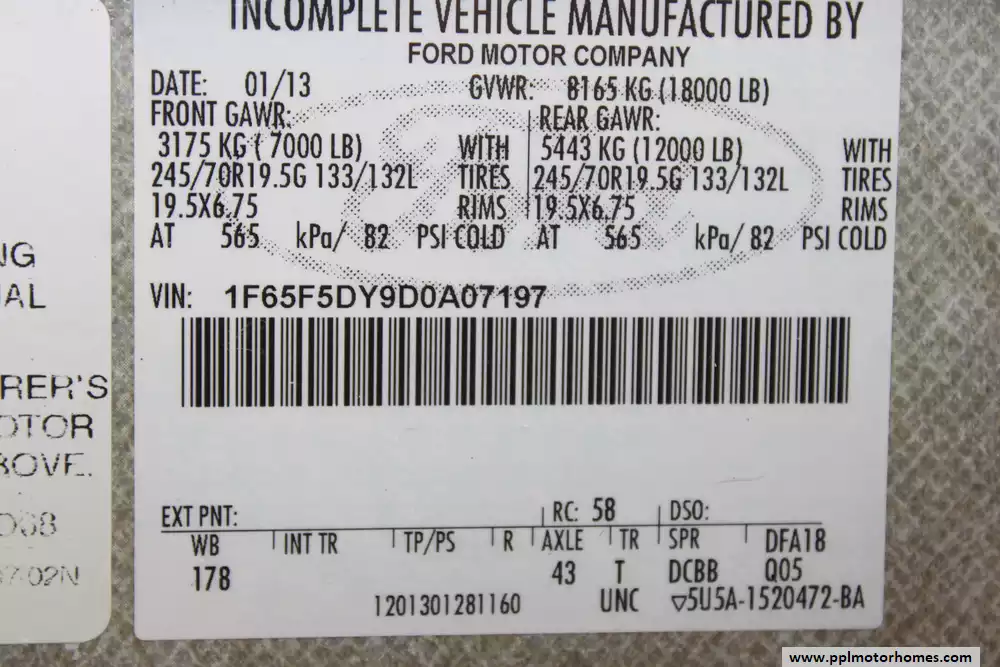 INCOMPLETE VEHICLE MANUFACTURED BY
FORD MOTOR COMPANY
DATE: 01/13 GVWR: 8165 KG (18000 LB)
FRONT GAWR: REAR GAWR:
3175 KG ( 7000 LB) WITH 5443 KG (12000 LB) WITH
245/70R19.5G 133/132L TIRES 245/70R19.5G 133/132L TIRES
19.5X6.75 RIMS 19.5X6.75 RIMS
AT 565 kPa/ 82 PSI COLD AT 565 kPa/ 82 PSI COLD
VIN: 1F65F5DY9D0A07197
EXT PNT: RC: 58 DSO:
WB INT TR TP/PS R AXLE TR SPR DFA18
178 43 T DCBB Q05
1201301281160 UNC ▽5U5A-1520472-BA
NG
IAL
RER'S
OTOR
BOVE.
www.pplmotorhomes.com